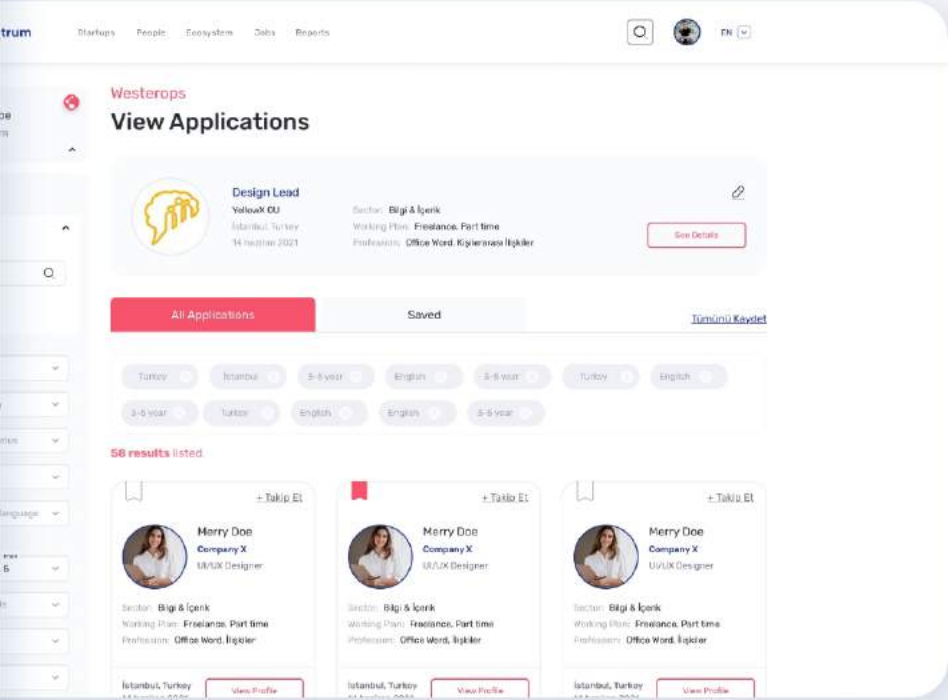 trum
Startups People Ecosystem Jobs Reports
EN
Westerops
View Applications
Design Lead
YellowX OU
İstanbul, Turkey
14 haziran 2021
Sector: Bilgi & İçerik
Working Plan: Freelance, Part time
Profession: Office Word, Kişilerarası İlişkiler
See Details
All Applications
Saved
Tümünü Kaydet
Turkey İstanbul 5-6 year English 5-6 year Turkey English
5-6 year Turkey English English 5-6 year
58 results listed.
+ Takip Et
Merry Doe
Company X
UI/UX Designer
Sector: Bilgi & İçerik
Working Plan: Freelance, Part time
Profession: Office Word, İlişkiler
İstanbul, Turkey
View Profile
+ Takip Et
Merry Doe
Company X
UI/UX Designer
Sector: Bilgi & İçerik
Working Plan: Freelance, Part time
Profession: Office Word, İlişkiler
İstanbul, Turkey
View Profile
+ Takip Et
Merry Doe
Company X
UI/UX Designer
Sector: Bilgi & İçerik
Working Plan: Freelance, Part time
Profession: Office Word, İlişkiler
İstanbul, Turkey
View Profile
language